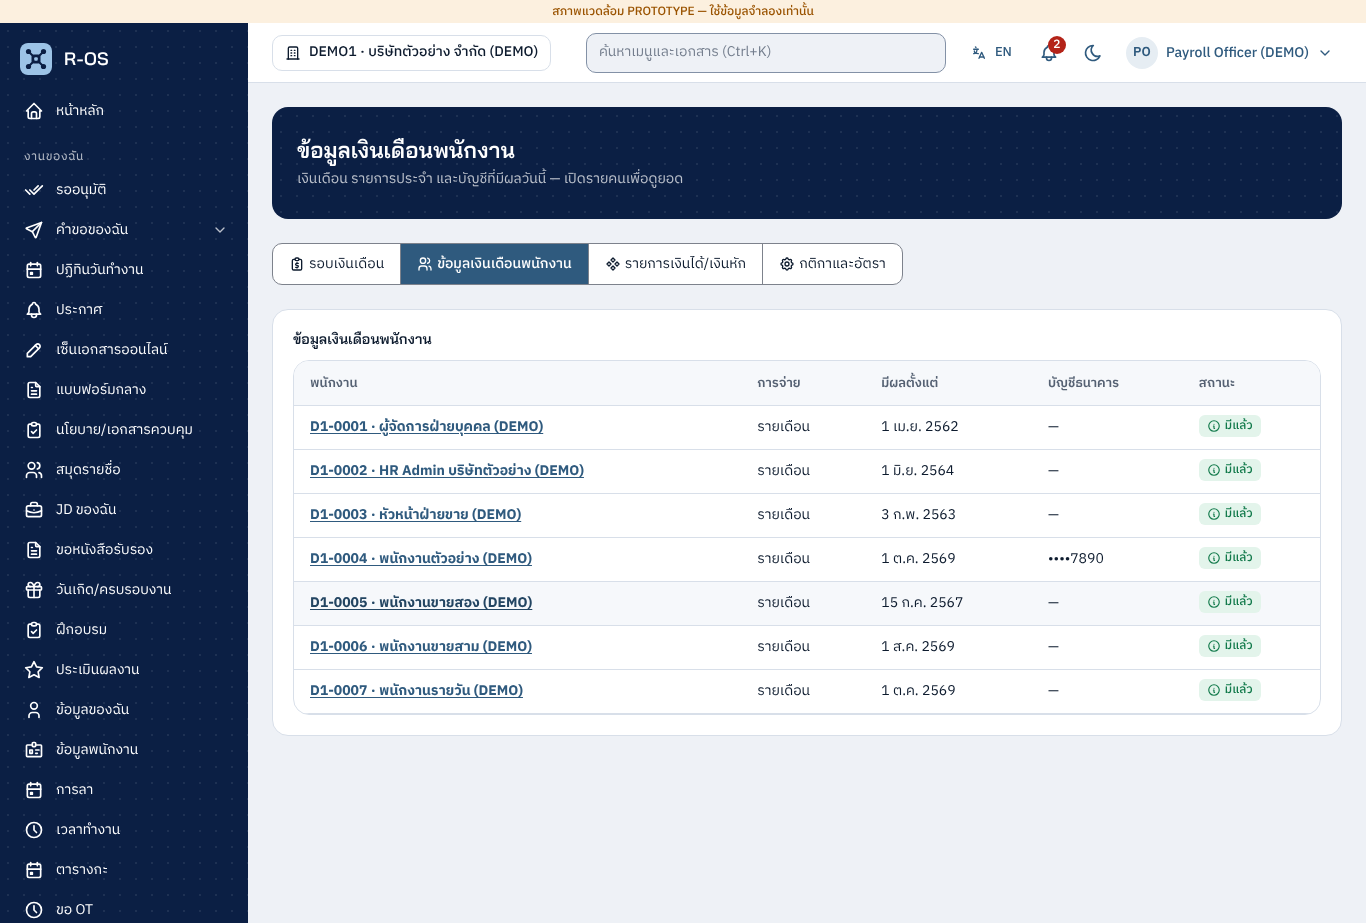 สภาพแวดล้อม PROTOTYPE — ใช้ข้อมูลจำลองเท่านั้น
R-OS
DEMO1 · บริษัทตัวอย่าง จำกัด (DEMO)
ค้นหาเมนูและเอกสาร (Ctrl+K)
EN
2
PO
Payroll Officer (DEMO)
หน้าหลัก
งานของฉัน
รออนุมัติ
คำขอของฉัน
ปฏิทินวันทำงาน
ประกาศ
เซ็นเอกสารออนไลน์
แบบฟอร์มกลาง
นโยบาย/เอกสารควบคุม
สมุดรายชื่อ
JD ของฉัน
ขอหนังสือรับรอง
วันเกิด/ครบรอบงาน
ฝึกอบรม
ประเมินผลงาน
ข้อมูลของฉัน
ข้อมูลพนักงาน
การลา
เวลาทำงาน
ตารางกะ
ขอ OT
ข้อมูลเงินเดือนพนักงาน
เงินเดือน รายการประจำ และบัญชีที่มีผลวันนี้ — เปิดรายคนเพื่อดูยอด
รอบเงินเดือน ข้อมูลเงินเดือนพนักงาน รายการเงินได้/เงินหัก กติกาและอัตรา
ข้อมูลเงินเดือนพนักงาน
พนักงาน การจ่าย มีผลตั้งแต่ บัญชีธนาคาร สถานะ
D1-0001 · ผู้จัดการฝ่ายบุคคล (DEMO) รายเดือน 1 เม.ย. 2562 — มีแล้ว
D1-0002 · HR Admin บริษัทตัวอย่าง (DEMO) รายเดือน 1 มิ.ย. 2564 — มีแล้ว
D1-0003 · หัวหน้าฝ่ายขาย (DEMO) รายเดือน 3 ก.พ. 2563 — มีแล้ว
D1-0004 · พนักงานตัวอย่าง (DEMO) รายเดือน 1 ต.ค. 2569 ••••7890 มีแล้ว
D1-0005 · พนักงานขายสอง (DEMO) รายเดือน 15 ก.ค. 2567 — มีแล้ว
D1-0006 · พนักงานขายสาม (DEMO) รายเดือน 1 ส.ค. 2569 — มีแล้ว
D1-0007 · พนักงานรายวัน (DEMO) รายเดือน 1 ต.ค. 2569 — มีแล้ว